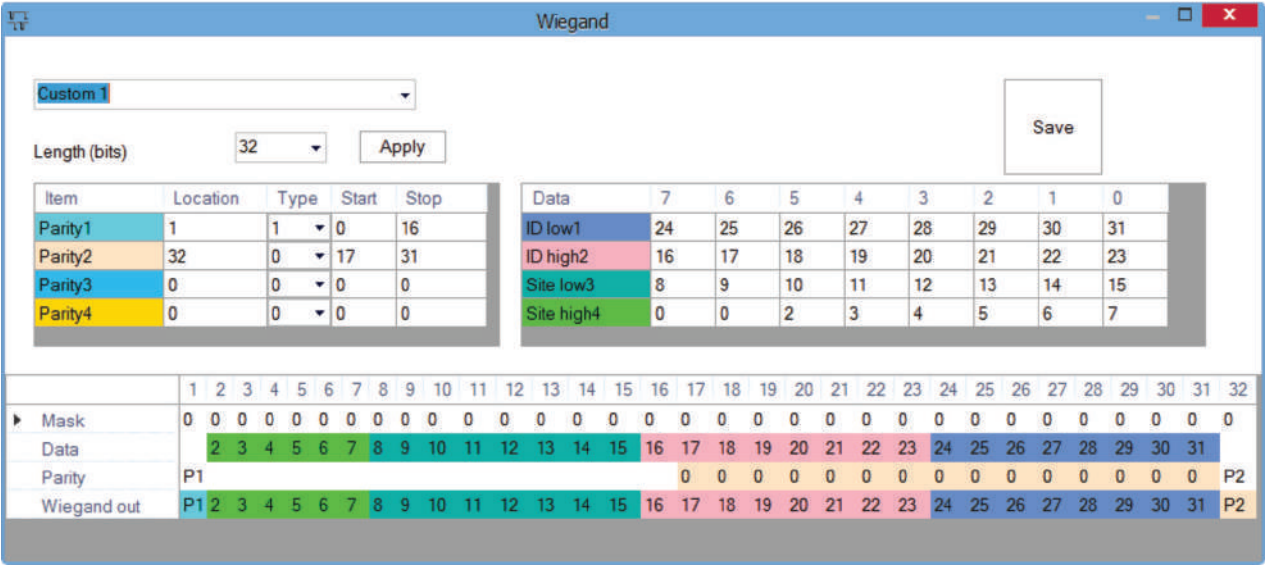 Wiegand
Custom 1
Save
Length (bits) 32 Apply
Item Location Type Start Stop
Parity1 1 1 0 16
Parity2 32 0 17 31
Parity3 0 0 0 0
Parity4 0 0 0 0
Data 7 6 5 4 3 2 1 0
ID low1 24 25 26 27 28 29 30 31
ID high2 16 17 18 19 20 21 22 23
Site low3 8 9 10 11 12 13 14 15
Site high4 0 0 2 3 4 5 6 7
1 2 3 4 5 6 7 8 9 10 11 12 13 14 15 16 17 18 19 20 21 22 23 24 25 26 27 28 29 30 31 32
Mask 0 0 0 0 0 0 0 0 0 0 0 0 0 0 0 0 0 0 0 0 0 0 0 0 0 0 0 0 0 0 0 0
Data 2 3 4 5 6 7 8 9 10 11 12 13 14 15 16 17 18 19 20 21 22 23 24 25 26 27 28 29 30 31
Parity P1 0 0 0 0 0 0 0 0 0 0 0 0 0 0 0 P2
Wiegand out P1 2 3 4 5 6 7 8 9 10 11 12 13 14 15 16 17 18 19 20 21 22 23 24 25 26 27 28 29 30 31 P2